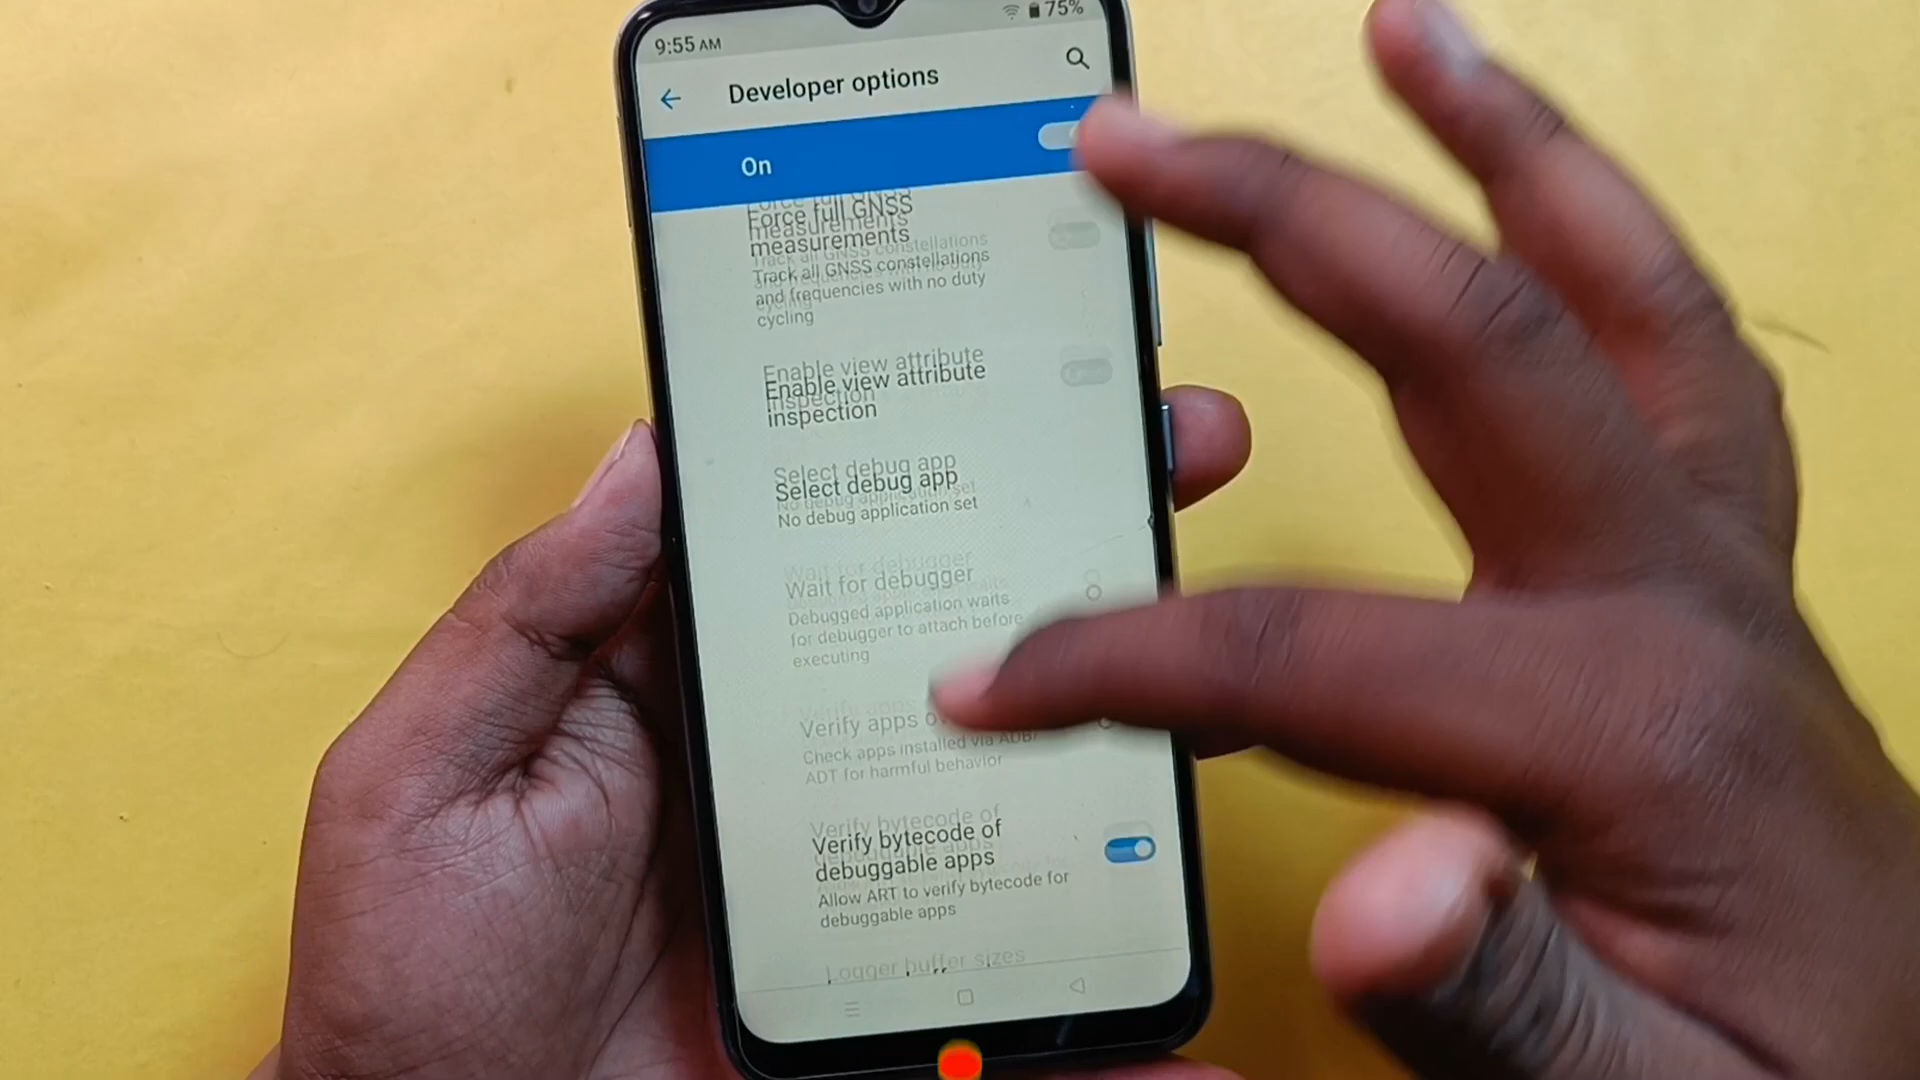 9:55 AM
75%
Developer options
On
Force full GNSS
measurements
Track all GNSS constellations
and frequencies with no duty
cycling
Enable view attribute
inspection
Select debug app
No debug application set
Wait for debugger
Debugged application waits
for debugger to attach before
executing
Verify apps
Check apps installed via ADB/
ADT for harmful behavior
Verify bytecode of
debuggable apps
Allow ART to verify bytecode for
debuggable apps
Logger buffer sizes